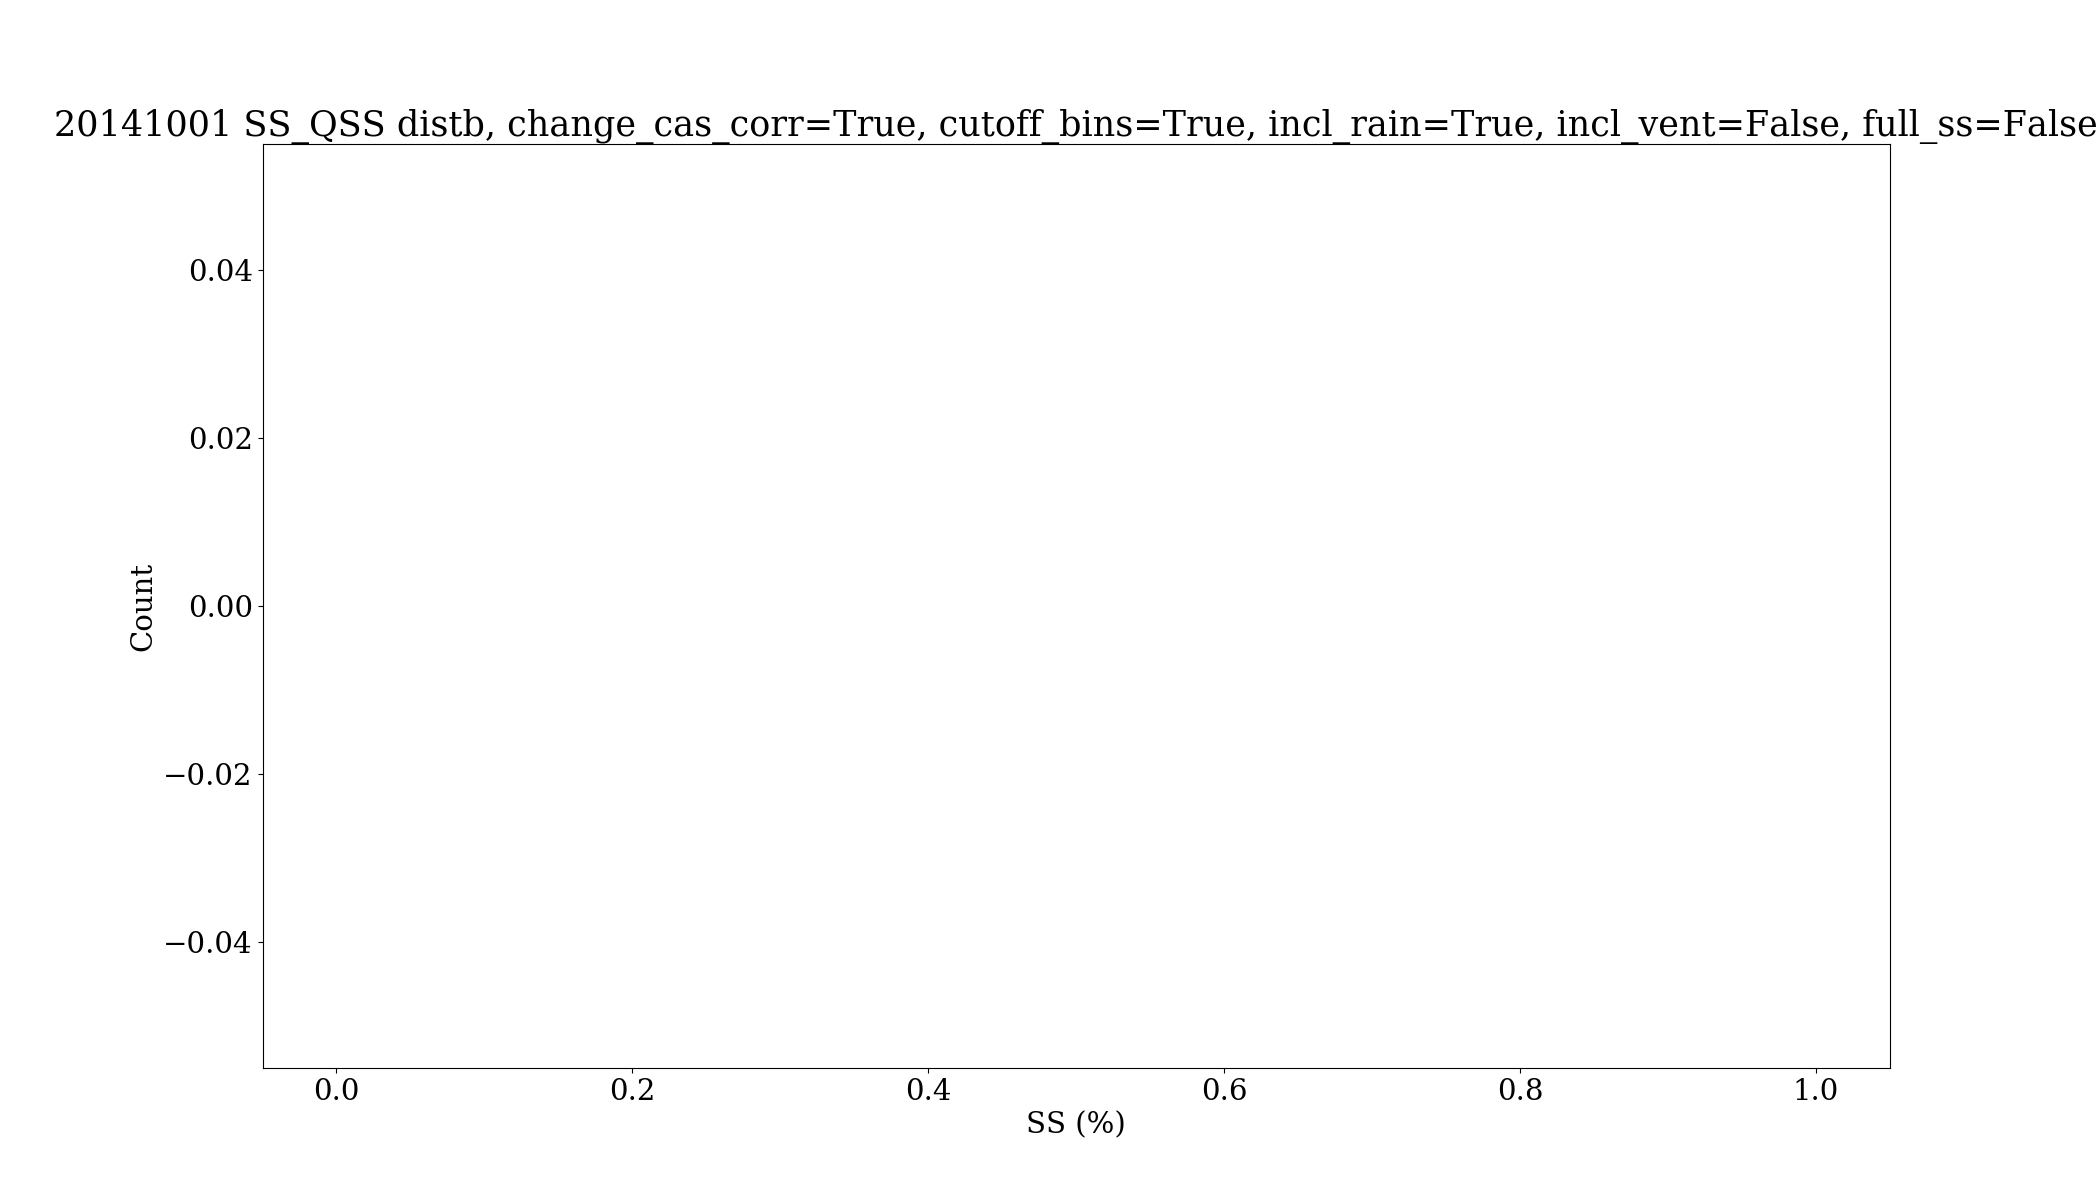 20141001 SS_QSS distb, change_cas_corr=True, cutoff_bins=True, incl_rain=True, incl_vent=False, full_ss=False
0.04
0.02
0.00
−0.02
−0.04
Count
0.0 0.2 0.4 0.6 0.8 1.0
SS (%)